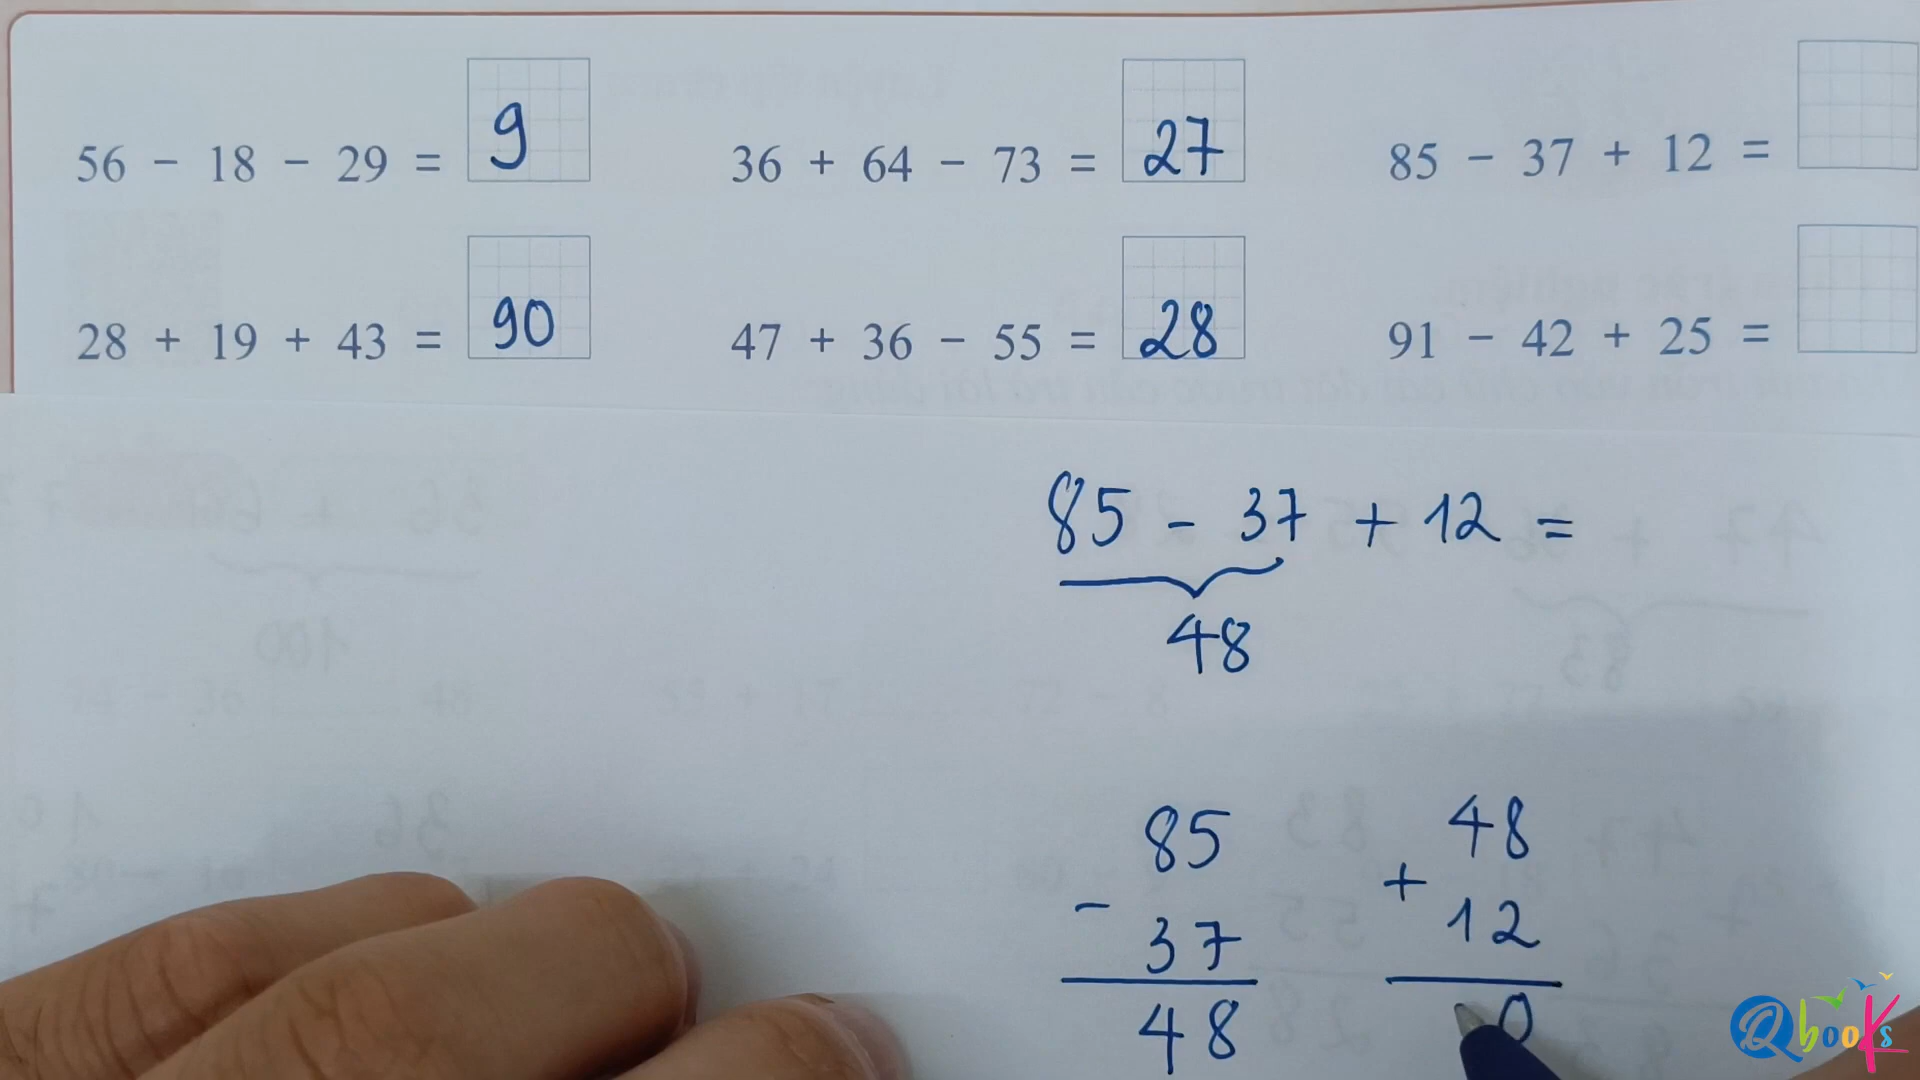 56 - 18 - 29 = 9
36 + 64 - 73 = 27
85 - 37 + 12 =
28 + 19 + 43 = 90
47 + 36 - 55 = 28
91 - 42 + 25 =
85 - 37 + 12 =
48
85
- 37
48
48
+ 12
0
Qbooks